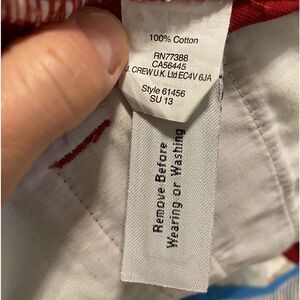 100% Cotton
RN77388
CA56445
J. CREW U.K. Ltd EC4V 6JA
Style 61456
SU 13
Remove Before
Wearing or Washing